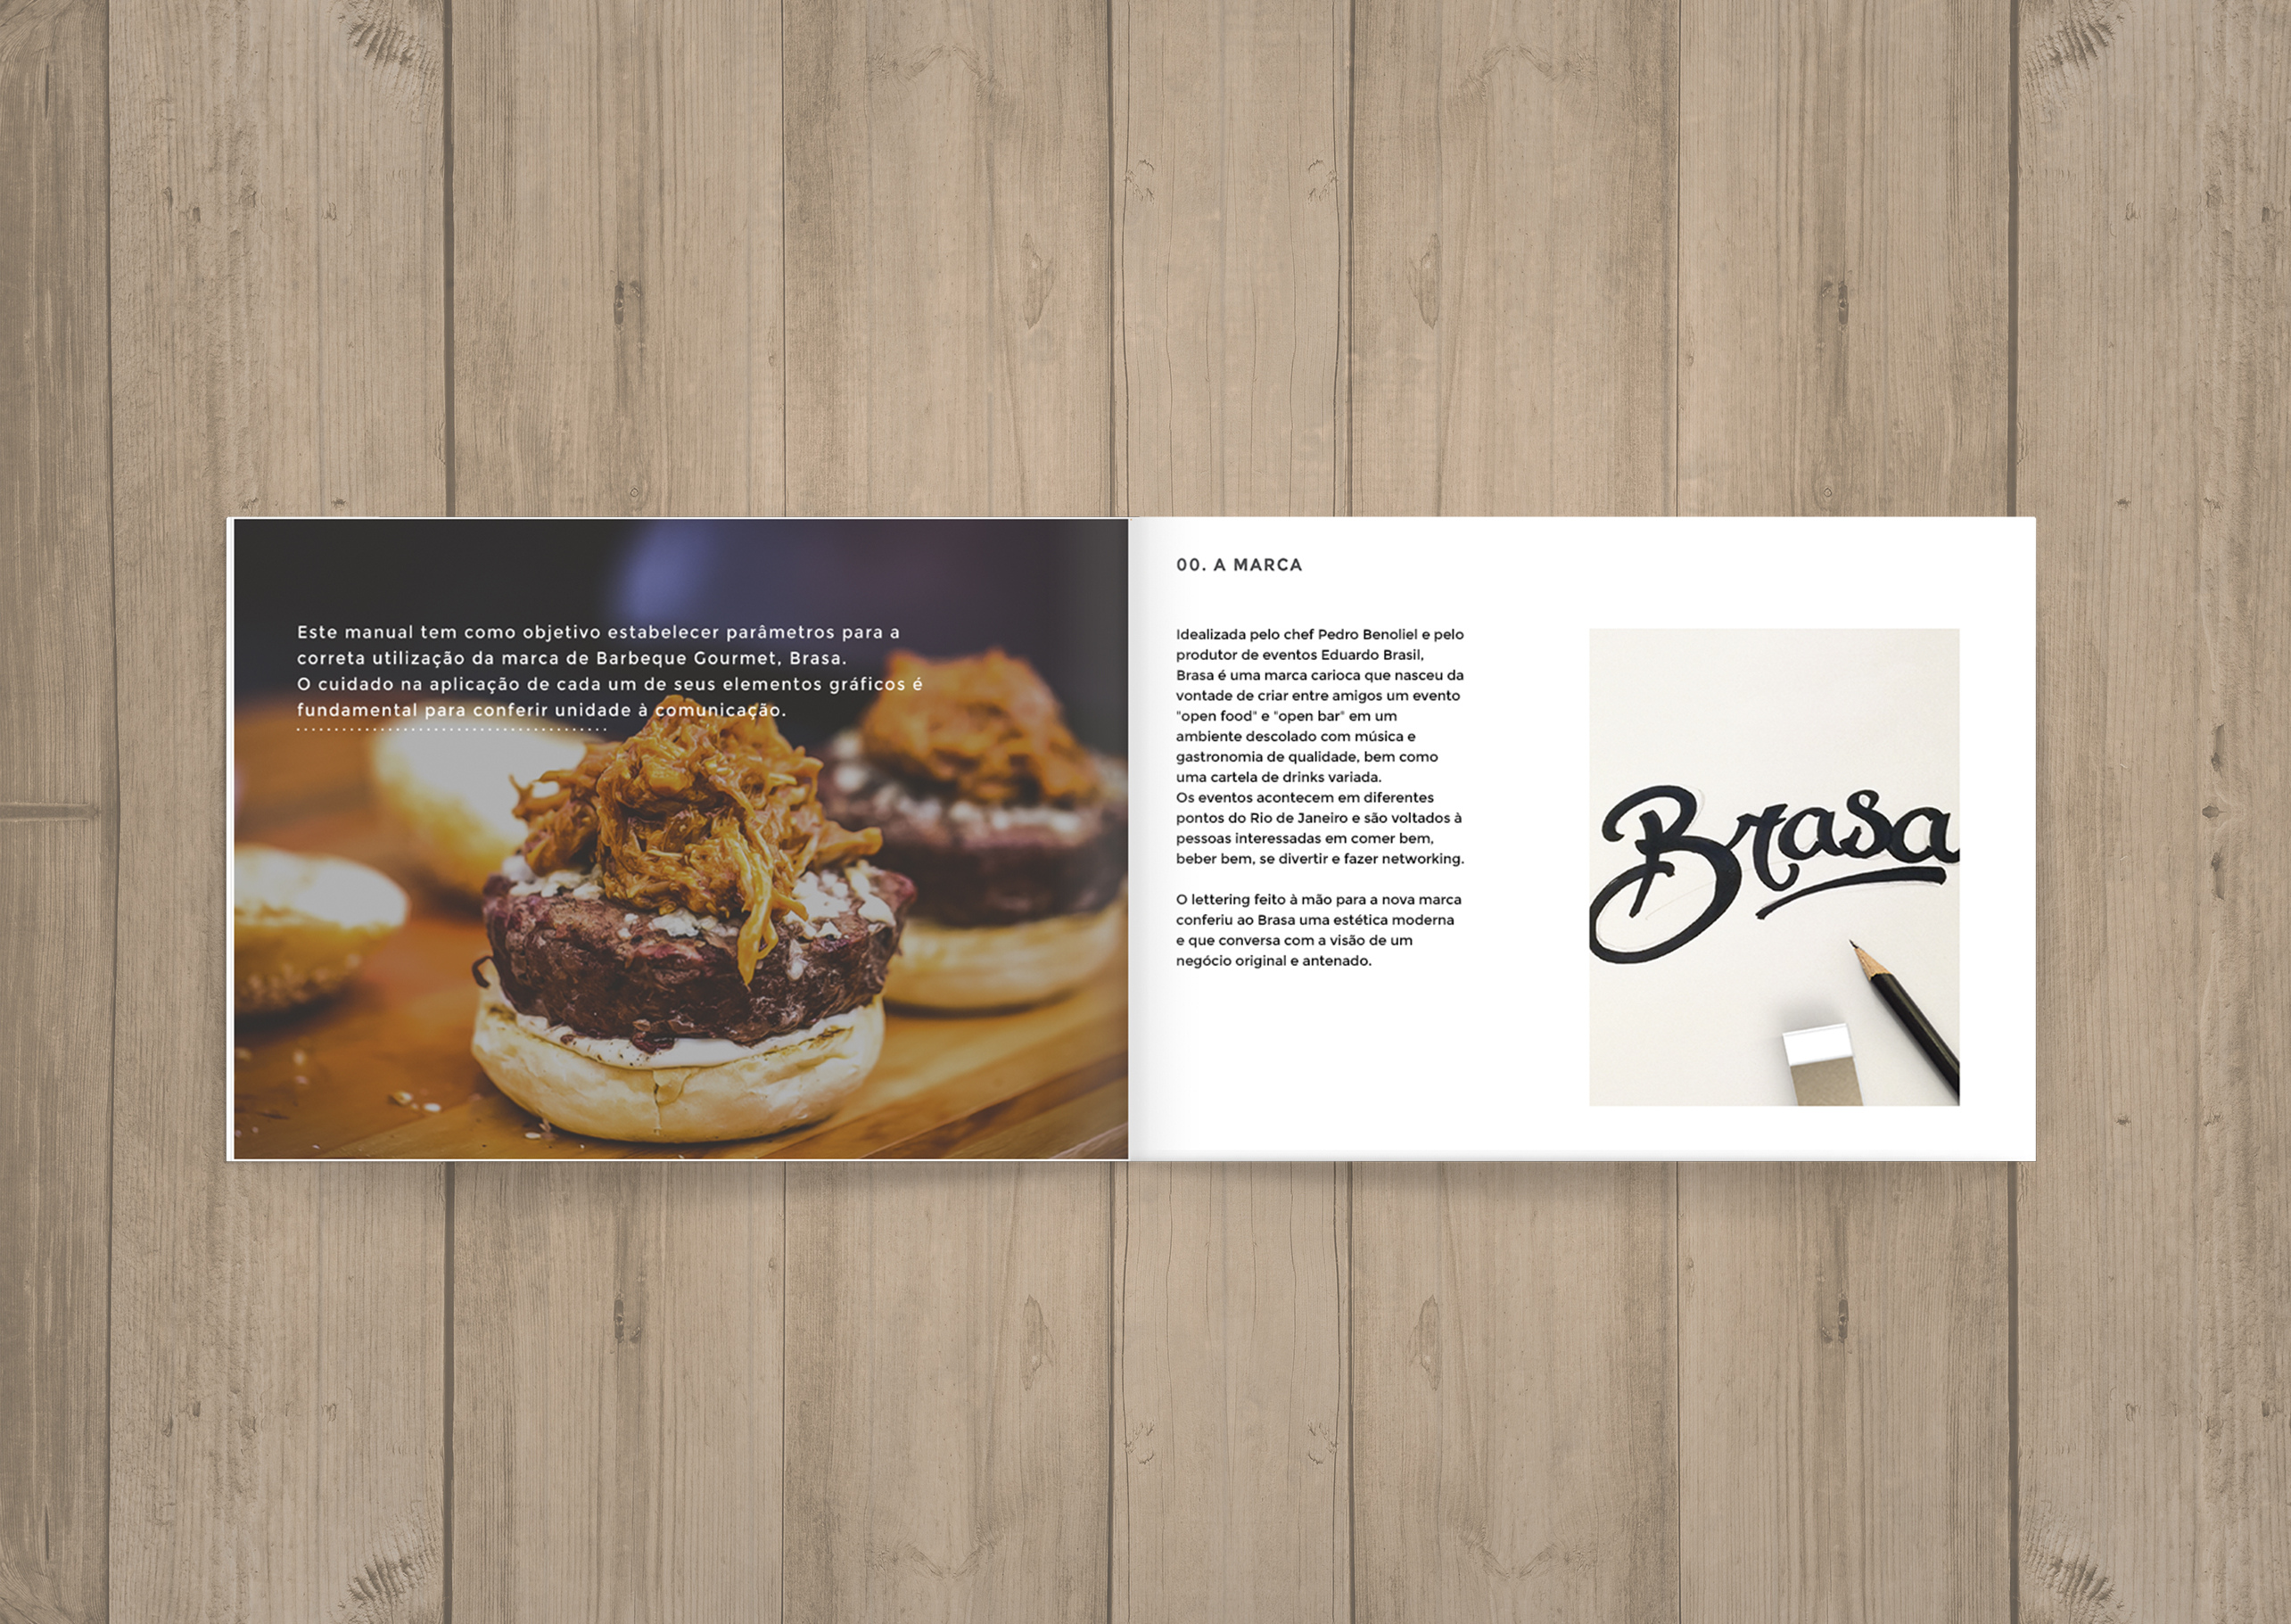 Este manual tem como objetivo estabelecer parâmetros para a
correta utilização da marca de Barbeque Gourmet, Brasa.
O cuidado na aplicação de cada um de seus elementos gráficos é
fundamental para conferir unidade à comunicação.
00. A MARCA
Idealizada pelo chef Pedro Benoliel e pelo
produtor de eventos Eduardo Brasil,
Brasa é uma marca carioca que nasceu da
vontade de criar entre amigos um evento
"open food" e "open bar" em um
ambiente descolado com música e
gastronomia de qualidade, bem como
uma cartela de drinks variada.
Os eventos acontecem em diferentes
pontos do Rio de Janeiro e são voltados à
pessoas interessadas em comer bem,
beber bem, se divertir e fazer networking.
O lettering feito à mão para a nova marca
conferiu ao Brasa uma estética moderna
e que conversa com a visão de um
negócio original e antenado.
Brasa